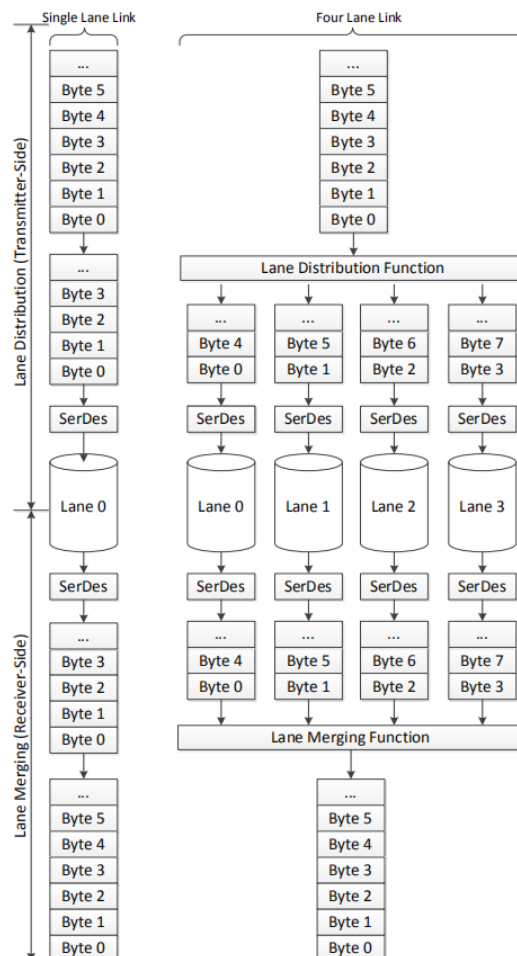 Single Lane Link
Four Lane Link
Lane Distribution (Transmitter-Side)
Lane Merging (Receiver-Side)
...
Byte 5
Byte 4
Byte 3
Byte 2
Byte 1
Byte 0
...
Byte 3
Byte 2
Byte 1
Byte 0
SerDes
Lane 0
SerDes
...
Byte 3
Byte 2
Byte 1
Byte 0
...
Byte 5
Byte 4
Byte 3
Byte 2
Byte 1
Byte 0
...
Byte 5
Byte 4
Byte 3
Byte 2
Byte 1
Byte 0
Lane Distribution Function
... ... ... ...
Byte 4 Byte 5 Byte 6 Byte 7
Byte 0 Byte 1 Byte 2 Byte 3
SerDes SerDes SerDes SerDes
Lane 0 Lane 1 Lane 2 Lane 3
SerDes SerDes SerDes SerDes
... ... ... ...
Byte 4 Byte 5 Byte 6 Byte 7
Byte 0 Byte 1 Byte 2 Byte 3
Lane Merging Function
...
Byte 5
Byte 4
Byte 3
Byte 2
Byte 1
Byte 0